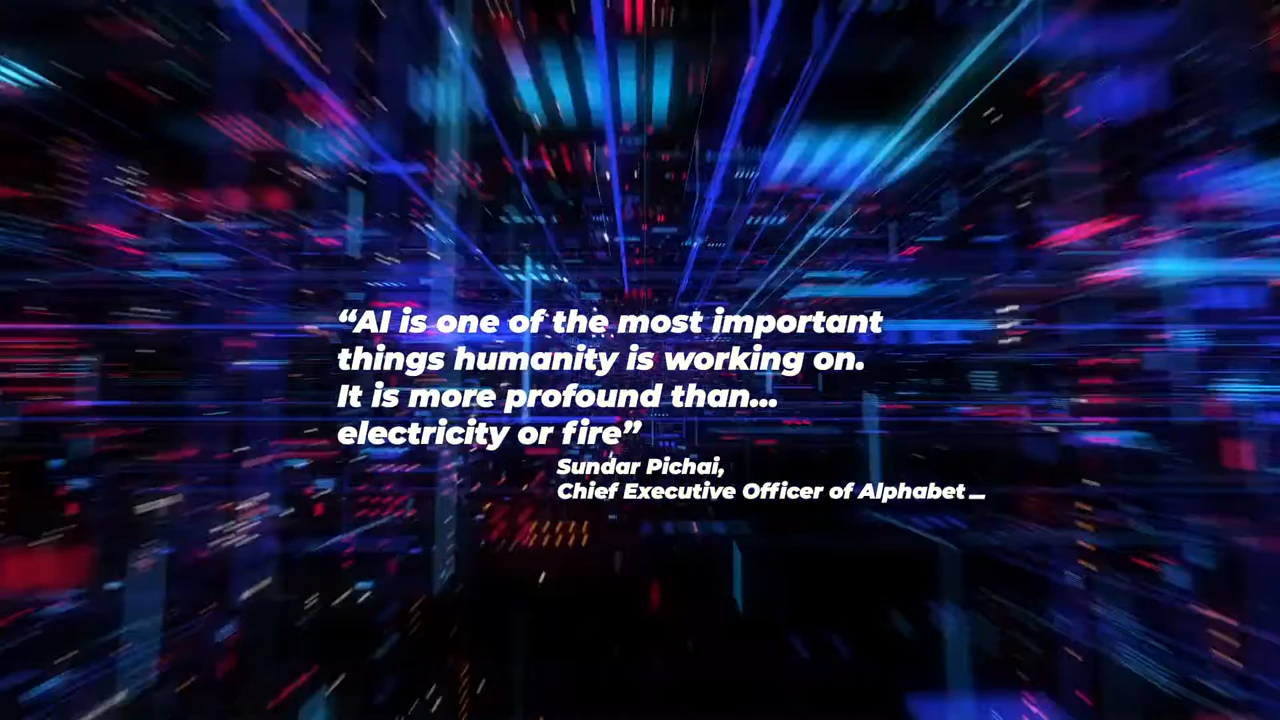 “AI is one of the most important
things humanity is working on.
It is more profound than...
electricity or fire”
Sundar Pichai,
Chief Executive Officer of Alphabet _